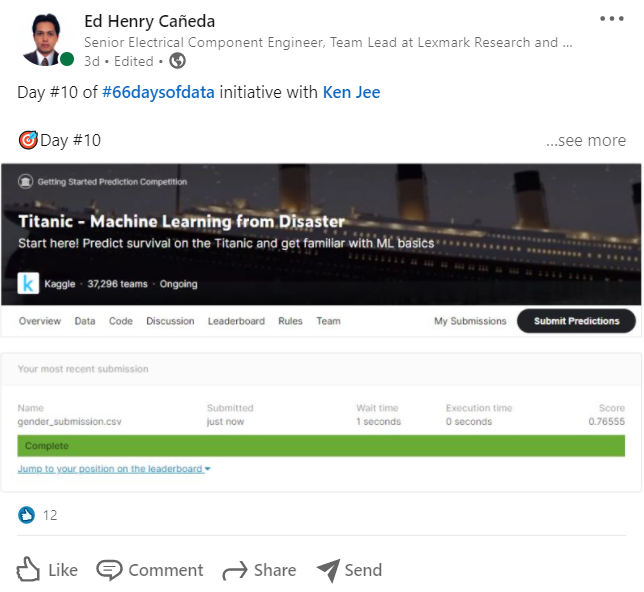 Ed Henry Cañeda
Senior Electrical Component Engineer, Team Lead at Lexmark Research and ...
3d • Edited •
Day #10 of #66daysofdata initiative with Ken Jee
🎯Day #10 ...see more
Getting Started Prediction Competition
Titanic - Machine Learning from Disaster
Start here! Predict survival on the Titanic and get familiar with ML basics
k Kaggle · 37,296 teams · Ongoing
Overview Data Code Discussion Leaderboard Rules Team My Submissions Submit Predictions
Your most recent submission
Name Submitted Wait time Execution time Score
gender_submission.csv just now 1 seconds 0 seconds 0.76555
Complete
Jump to your position on the leaderboard
12
Like Comment Share Send